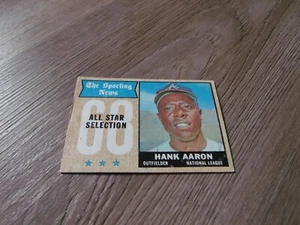 The Sporting
News
68
ALL STAR
SELECTION
HANK AARON
OUTFIELDER NATIONAL LEAGUE